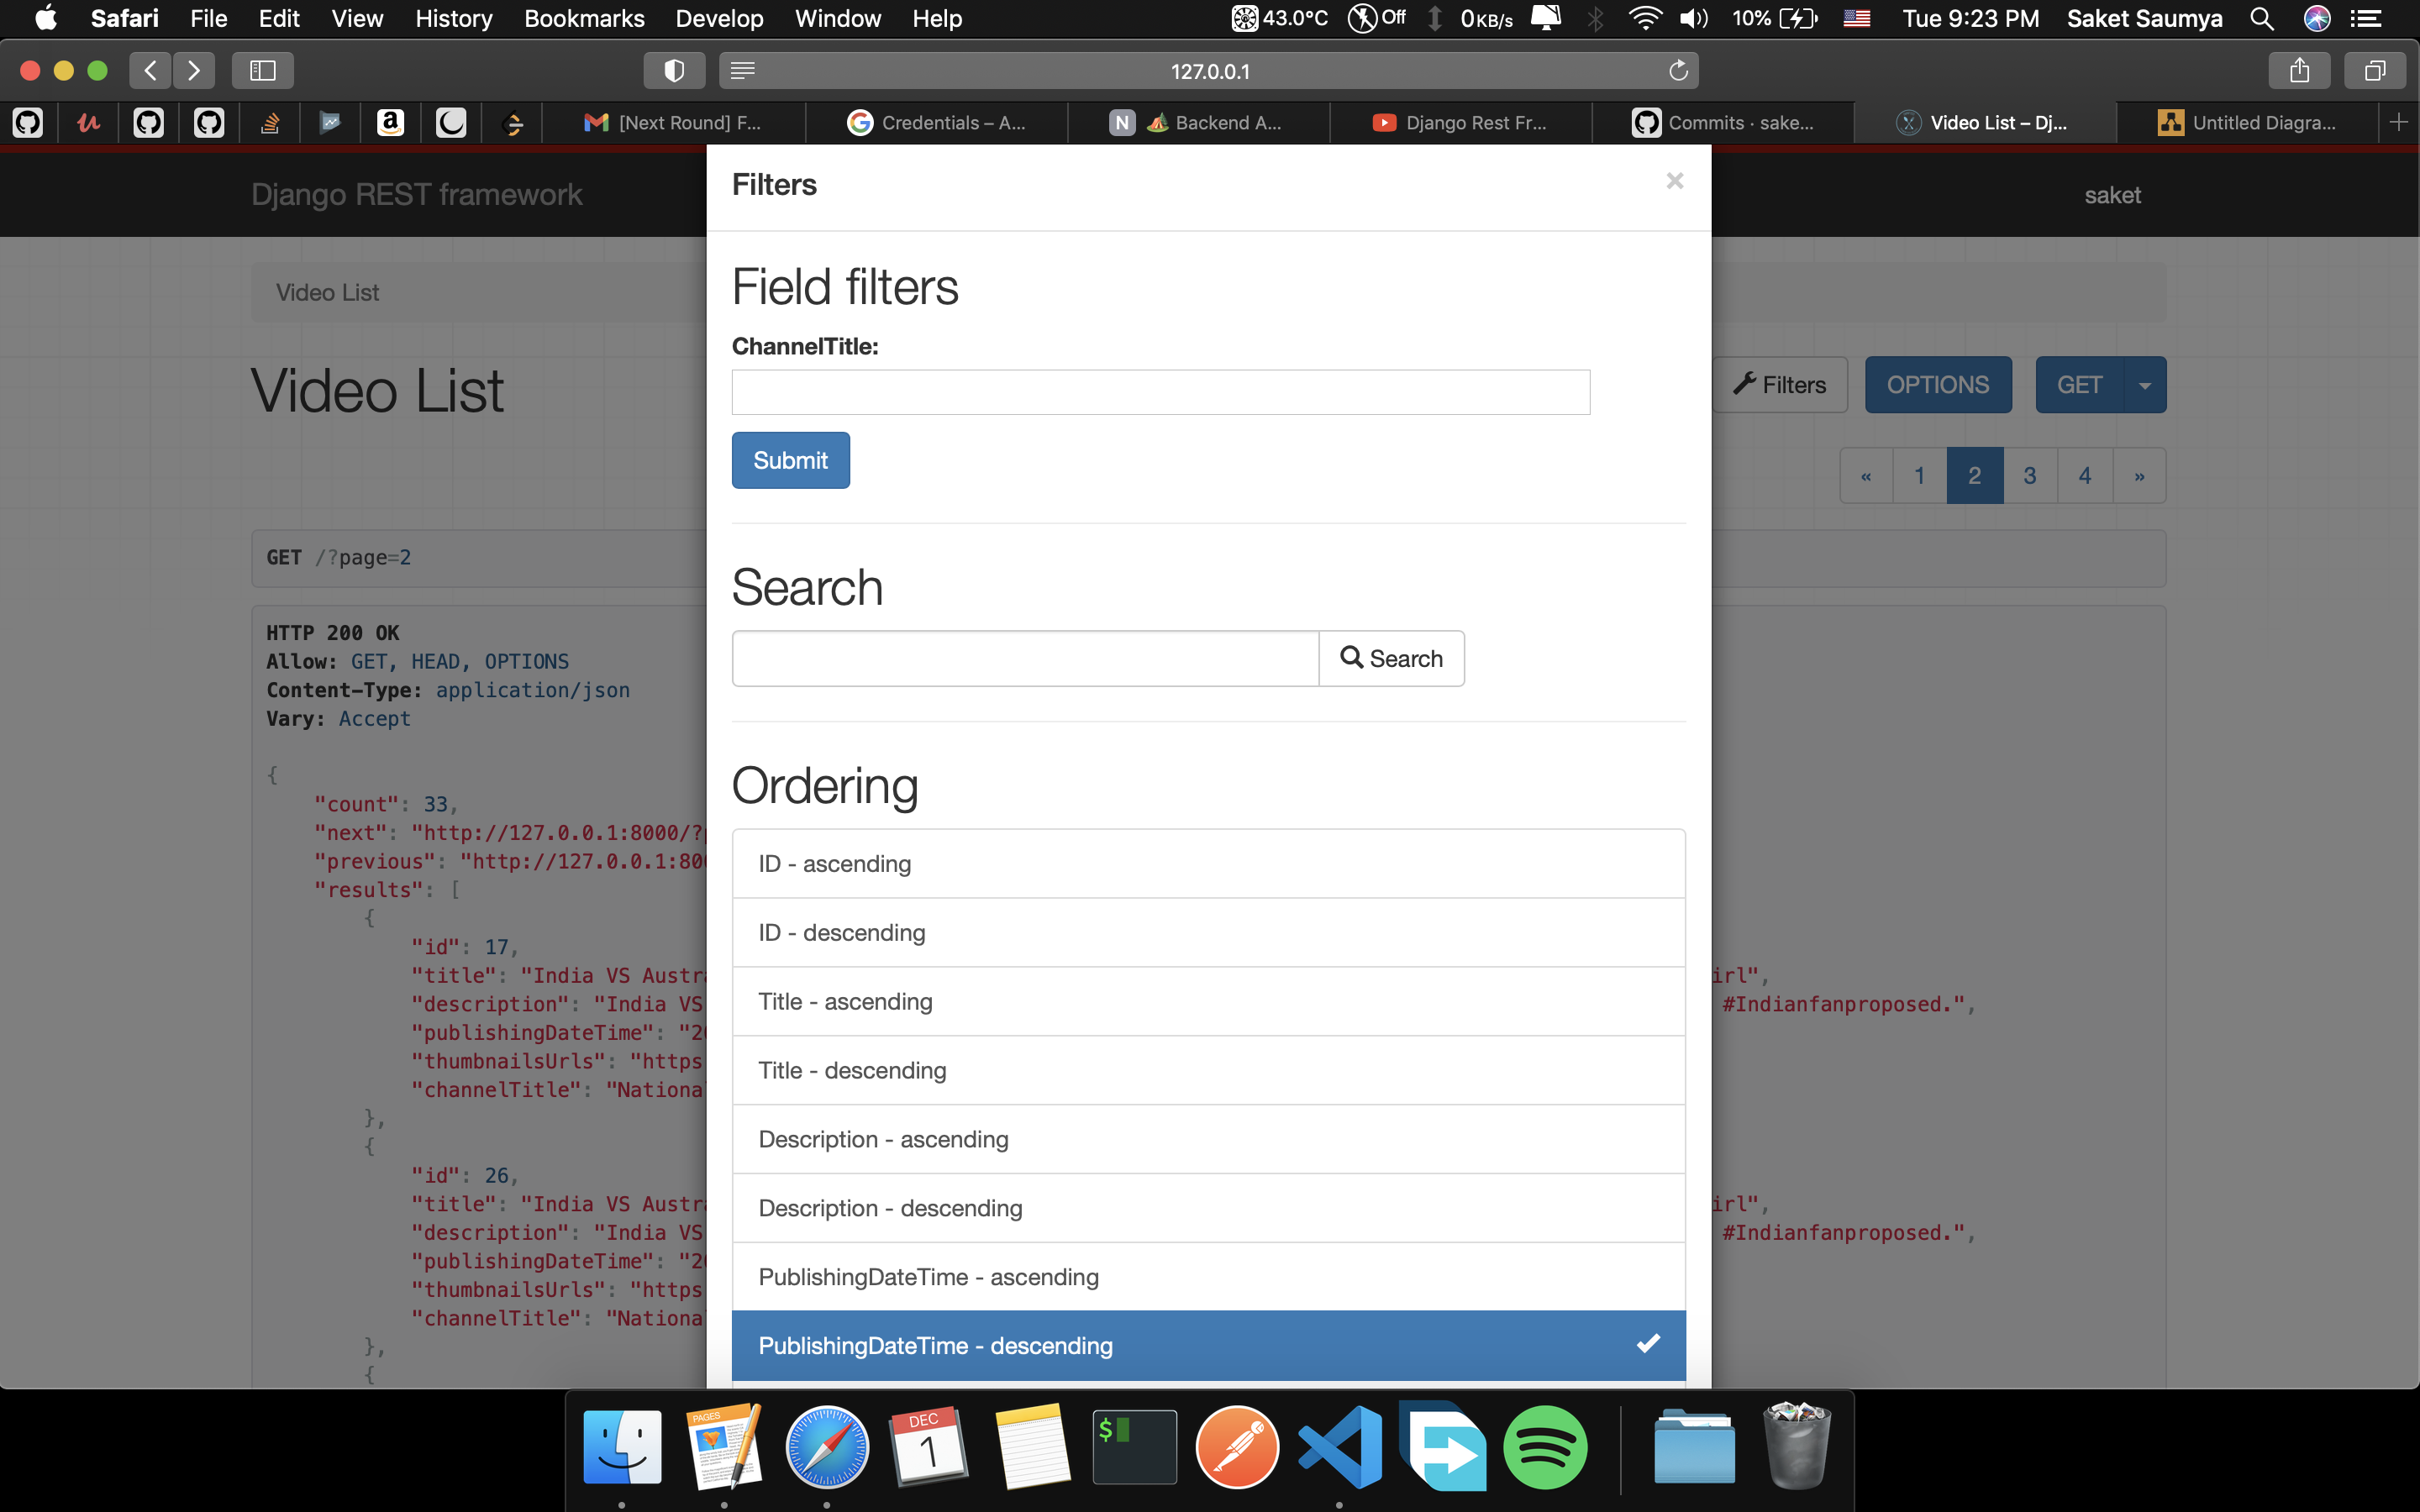 Safari File Edit View History Bookmarks Develop Window Help 43.0°C Off 0KB/s 10% Tue 9:23 PM Saket Saumya
127.0.0.1
[Next Round] F... Credentials – A... N Backend A... Django Rest Fr... Commits · sake... Video List – Dj... Untitled Diagra...
Django REST framework
saket
Filters ×
Field filters
ChannelTitle:
Submit
Search
Search
Ordering
ID - ascending
ID - descending
Title - ascending
Title - descending
Description - ascending
Description - descending
PublishingDateTime - ascending
PublishingDateTime - descending
Video List
Video List
Filters OPTIONS GET
« 1 2 3 4 »
GET /?page=2
HTTP 200 OK
Allow: GET, HEAD, OPTIONS
Content-Type: application/json
Vary: Accept
{
"count": 33,
"next": "http://127.0.0.1:8000/?
"previous": "http://127.0.0.1:80
"results": [
{
"id": 17,
"title": "India VS Austra irl",
"description": "India VS #Indianfanproposed.",
"publishingDateTime": "2
"thumbnailsUrls": "https
"channelTitle": "Nationa
},
{
"id": 26,
"title": "India VS Austra irl",
"description": "India VS #Indianfanproposed.",
"publishingDateTime": "2
"thumbnailsUrls": "https
"channelTitle": "Nationa
},
{
PAGES
DEC
1
$